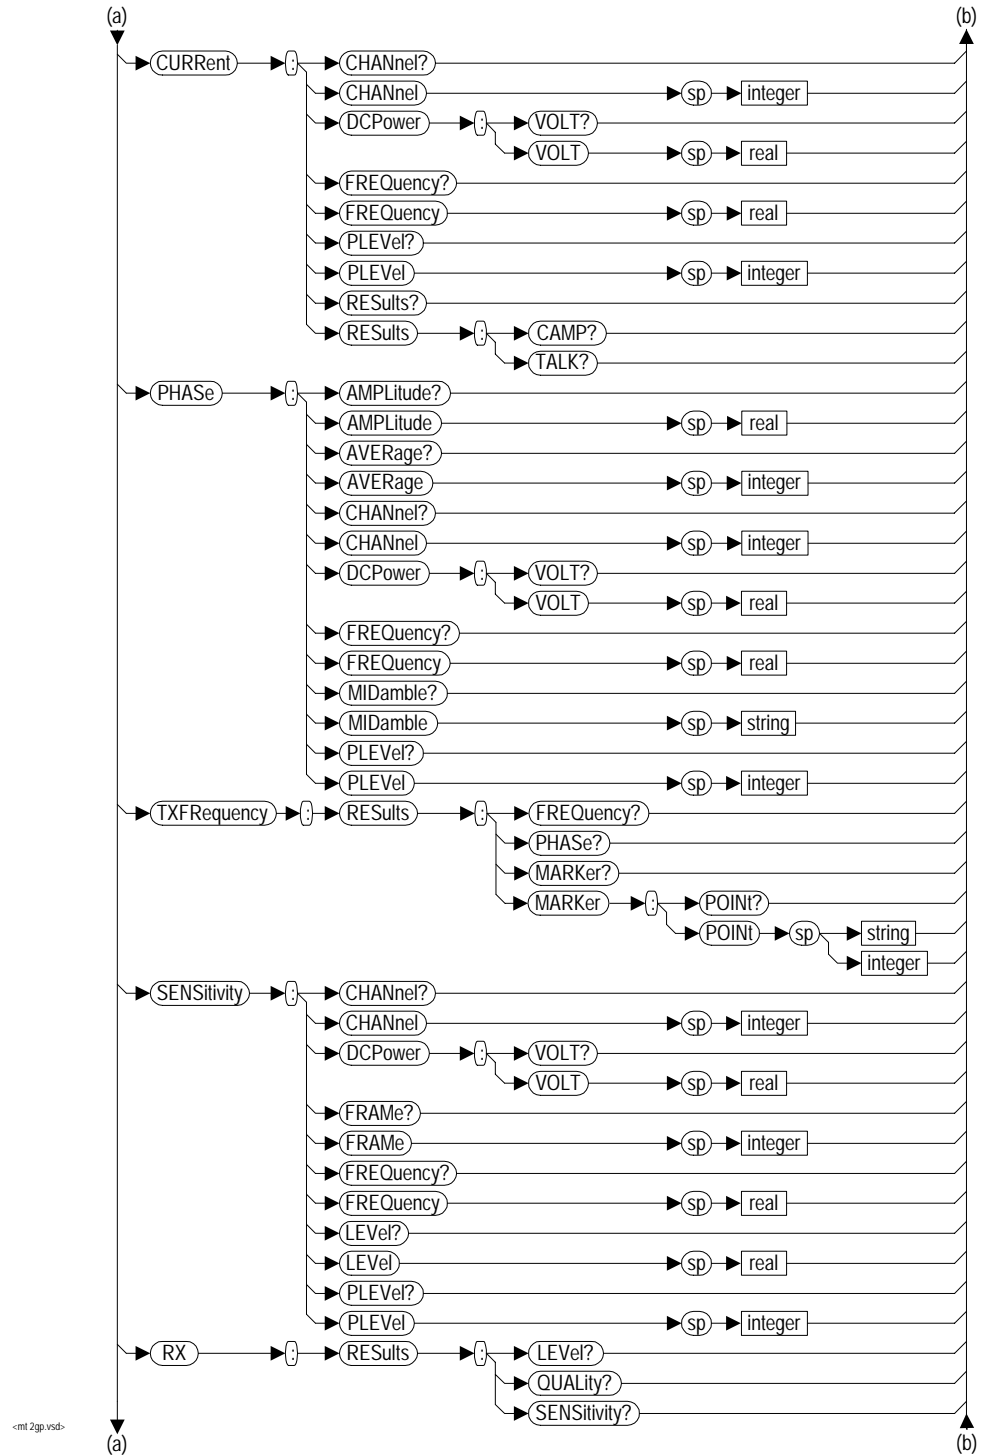 (a) (b)
CURRent : CHANnel?
CHANnel sp integer
DCPower : VOLT?
VOLT sp real
FREQuency?
FREQuency sp real
PLEVel?
PLEVel sp integer
RESults?
RESults : CAMP?
TALK?
PHASe : AMPLitude?
AMPLitude sp real
AVERage?
AVERage sp integer
CHANnel?
CHANnel sp integer
DCPower : VOLT?
VOLT sp real
FREQuency?
FREQuency sp real
MIDamble?
MIDamble sp string
PLEVel?
PLEVel sp integer
TXFRequency : RESults : FREQuency?
PHASe?
MARKer?
MARKer : POINt?
POINt sp string
integer
SENSitivity : CHANnel?
CHANnel sp integer
DCPower : VOLT?
VOLT sp real
FRAMe?
FRAMe sp integer
FREQuency?
FREQuency sp real
LEVel?
LEVel sp real
PLEVel?
PLEVel sp integer
RX : RESults : LEVel?
QUALity?
SENSitivity?
<mt 2gp.vsd>
(a) (b)